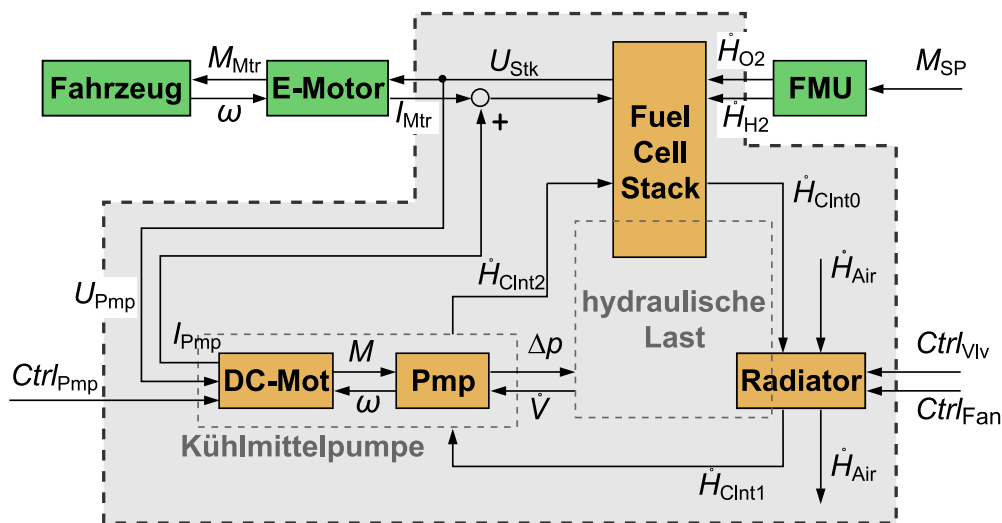 M_Mtr
U_Stk
Ḣ_O2
M_SP
Fahrzeug
E-Motor
FMU
ω
I_Mtr
+
Ḣ_H2
Fuel
Cell
Stack
Ḣ_Clnt0
Ḣ_Clnt2
Ḣ_Air
U_Pmp
hydraulische
Last
I_Pmp
M
Δp
Ctrl_Vlv
Ctrl_Pmp
DC-Mot
Pmp
Radiator
ω
V̇
Ctrl_Fan
Kühlmittelpumpe
Ḣ_Clnt1
Ḣ_Air